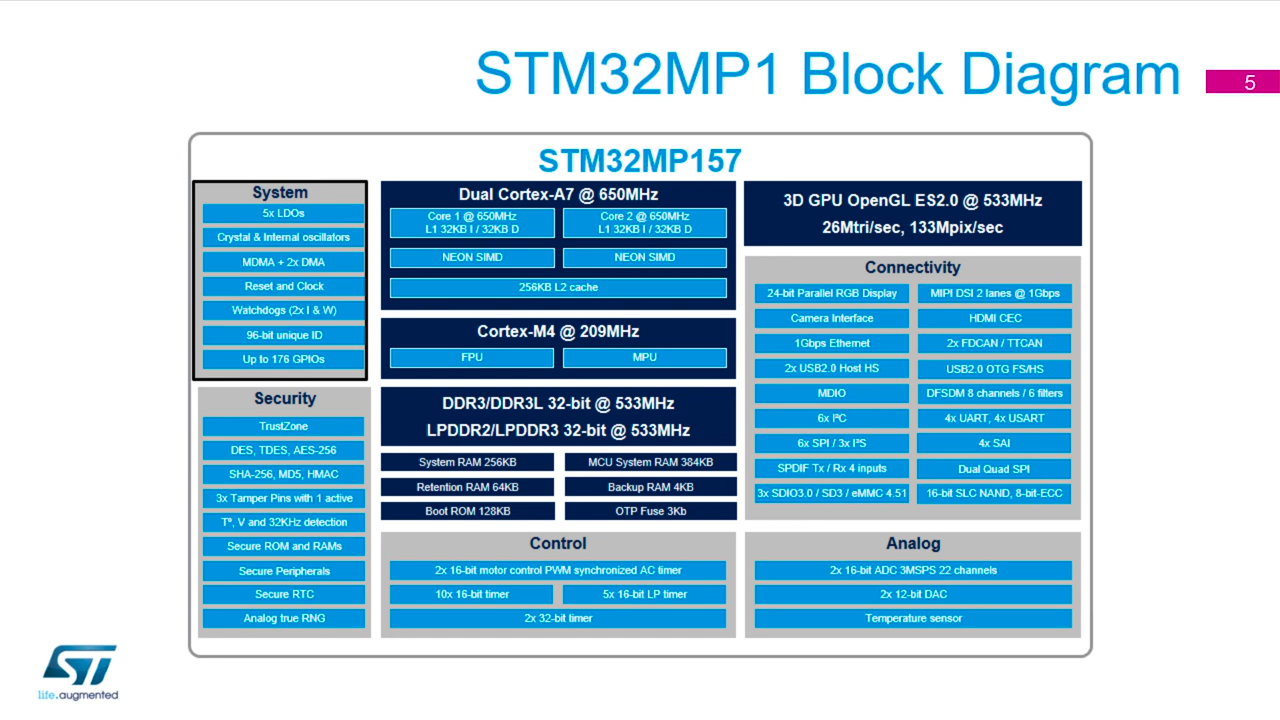 STM32MP1 Block Diagram
5
STM32MP157
System
5x LDOs
Crystal & Internal oscillators
MDMA + 2x DMA
Reset and Clock
Watchdogs (2x I & W)
96-bit unique ID
Up to 176 GPIOs
Security
TrustZone
DES, TDES, AES-256
SHA-256, MD5, HMAC
3x Tamper Pins with 1 active
T°, V and 32KHz detection
Secure ROM and RAMs
Secure Peripherals
Secure RTC
Analog true RNG
Dual Cortex-A7 @ 650MHz
Core 1 @ 650MHz
L1 32KB I / 32KB D
Core 2 @ 650MHz
L1 32KB I / 32KB D
NEON SIMD
NEON SIMD
256KB L2 cache
Cortex-M4 @ 209MHz
FPU
MPU
DDR3/DDR3L 32-bit @ 533MHz
LPDDR2/LPDDR3 32-bit @ 533MHz
System RAM 256KB
MCU System RAM 384KB
Retention RAM 64KB
Backup RAM 4KB
Boot ROM 128KB
OTP Fuse 3Kb
Control
2x 16-bit motor control PWM synchronized AC timer
10x 16-bit timer
5x 16-bit LP timer
2x 32-bit timer
3D GPU OpenGL ES2.0 @ 533MHz
26Mtri/sec, 133Mpix/sec
Connectivity
24-bit Parallel RGB Display
MIPI DSI 2 lanes @ 1Gbps
Camera Interface
HDMI CEC
1Gbps Ethernet
2x FDCAN / TTCAN
2x USB2.0 Host HS
USB2.0 OTG FS/HS
MDIO
DFSDM 8 channels / 6 filters
6x I²C
4x UART, 4x USART
6x SPI / 3x I²S
4x SAI
SPDIF Tx / Rx 4 inputs
Dual Quad SPI
3x SDIO3.0 / SD3 / eMMC 4.51
16-bit SLC NAND, 8-bit-ECC
Analog
2x 16-bit ADC 3MSPS 22 channels
2x 12-bit DAC
Temperature sensor
ST
life.augmented